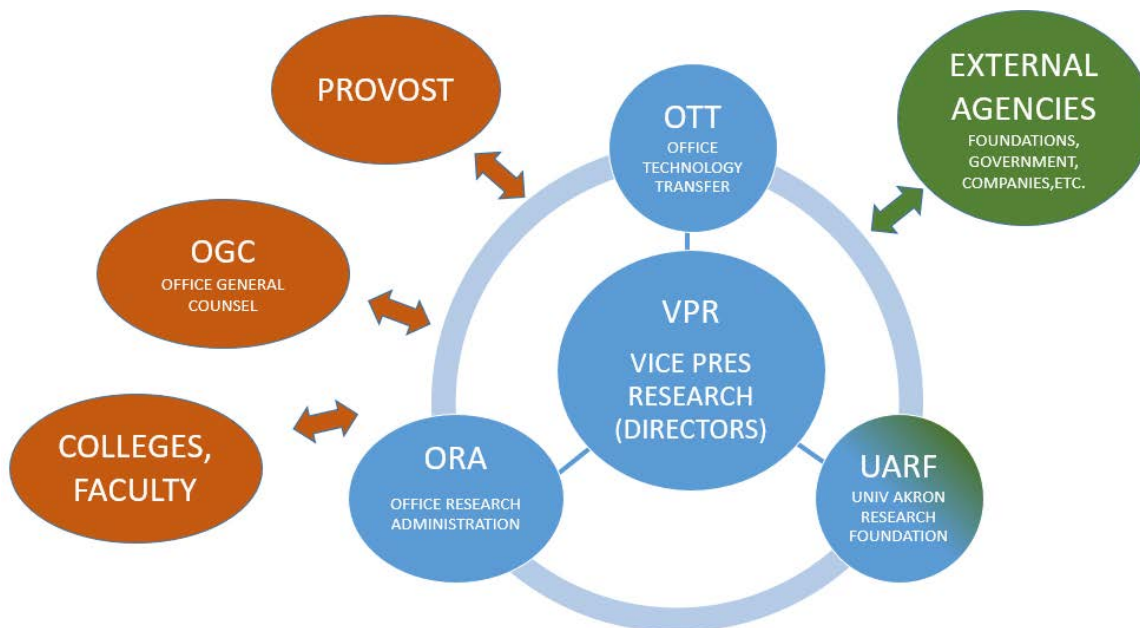 PROVOST
OGC
OFFICE GENERAL
COUNSEL
COLLEGES,
FACULTY
OTT
OFFICE
TECHNOLOGY
TRANSFER
VPR
VICE PRES
RESEARCH
(DIRECTORS)
ORA
OFFICE RESEARCH
ADMINISTRATION
UARF
UNIV AKRON
RESEARCH
FOUNDATION
EXTERNAL
AGENCIES
FOUNDATIONS,
GOVERNMENT,
COMPANIES,ETC.